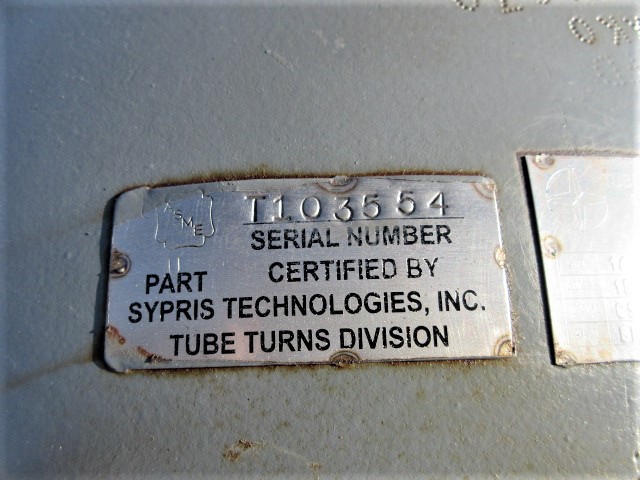 ASME
T103554
SERIAL NUMBER
PART
CERTIFIED BY
SYPRIS TECHNOLOGIES, INC.
TUBE TURNS DIVISION